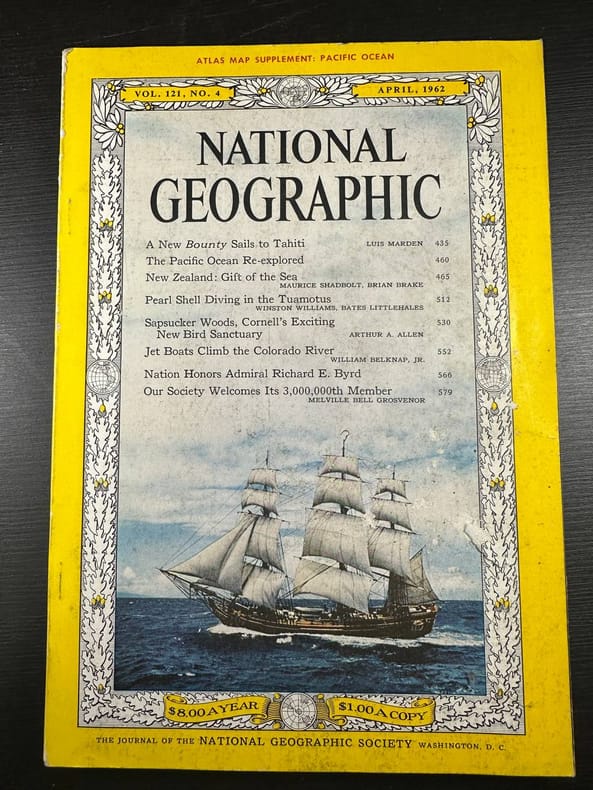 ATLAS MAP SUPPLEMENT: PACIFIC OCEAN
VOL. 121, NO. 4 APRIL, 1962
NATIONAL
GEOGRAPHIC
A New Bounty Sails to Tahiti LUIS MARDEN 435
The Pacific Ocean Re-explored 460
New Zealand: Gift of the Sea 465
MAURICE SHADBOLT, BRIAN BRAKE
Pearl Shell Diving in the Tuamotus 512
WINSTON WILLIAMS, BATES LITTLEHALES
Sapsucker Woods, Cornell's Exciting 530
New Bird Sanctuary ARTHUR A. ALLEN
Jet Boats Climb the Colorado River 552
WILLIAM BELKNAP, JR.
Nation Honors Admiral Richard E. Byrd 566
Our Society Welcomes Its 3,000,000th Member 579
MELVILLE BELL GROSVENOR
$8.00 A YEAR $1.00 A COPY
THE JOURNAL OF THE NATIONAL GEOGRAPHIC SOCIETY WASHINGTON, D. C.